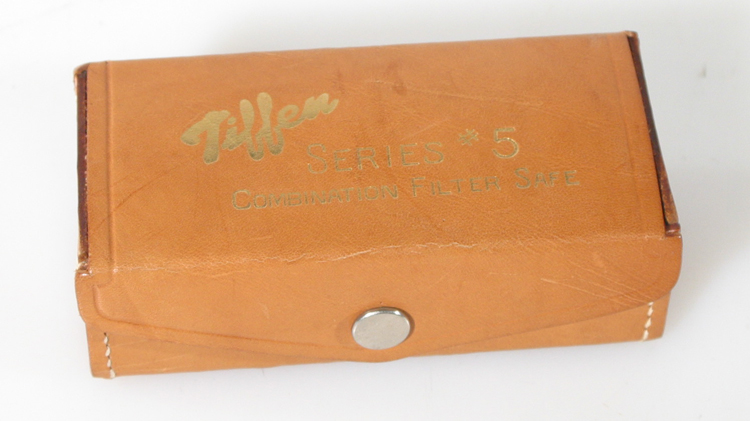 Tiffen
SERIES * 5
COMBINATION FILTER SAFE